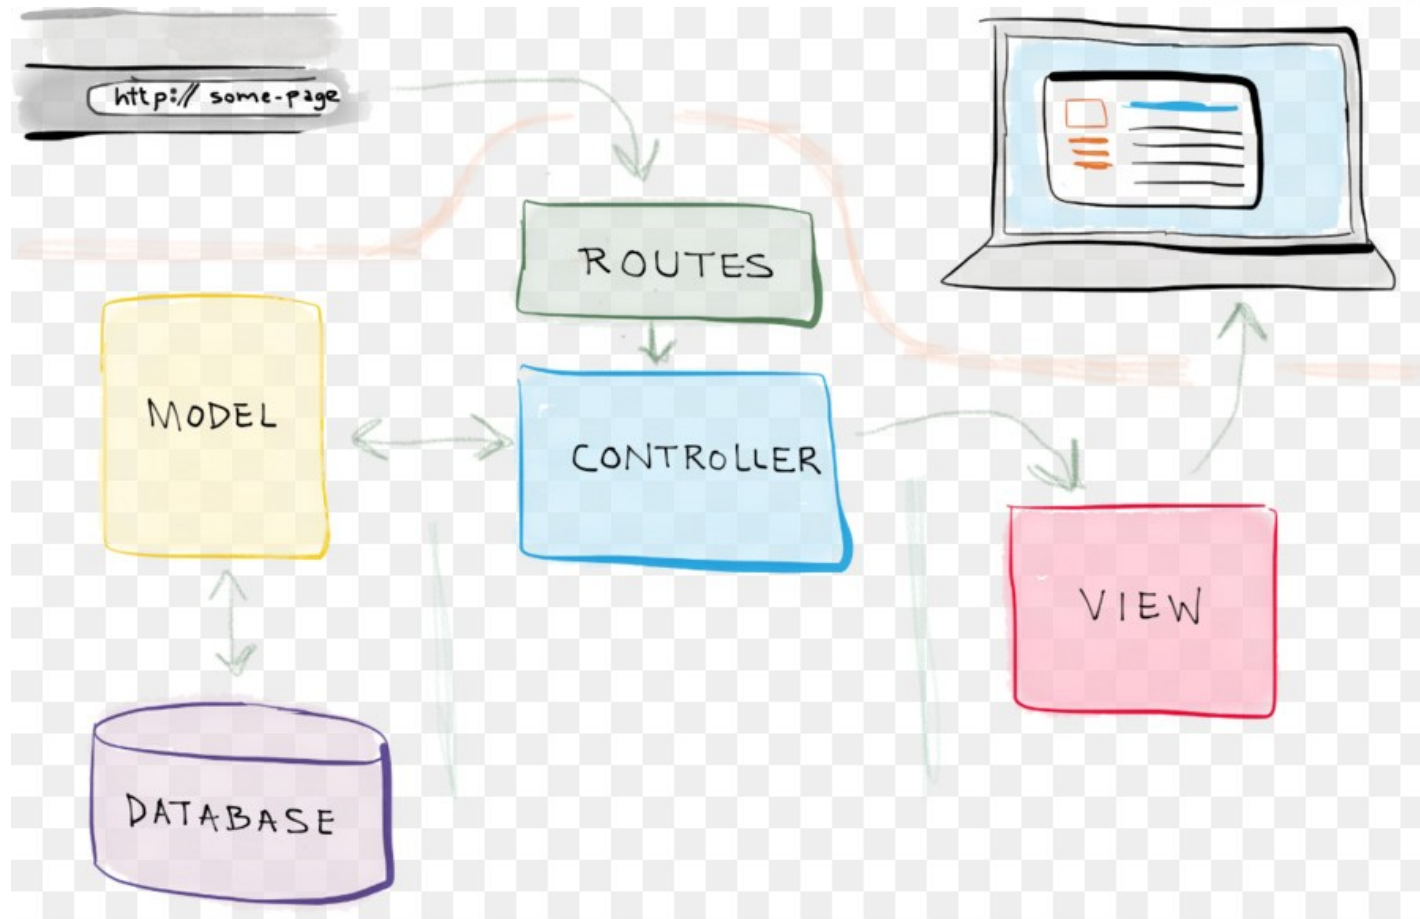 http:// some-page
ROUTES
MODEL
CONTROLLER
VIEW
DATABASE